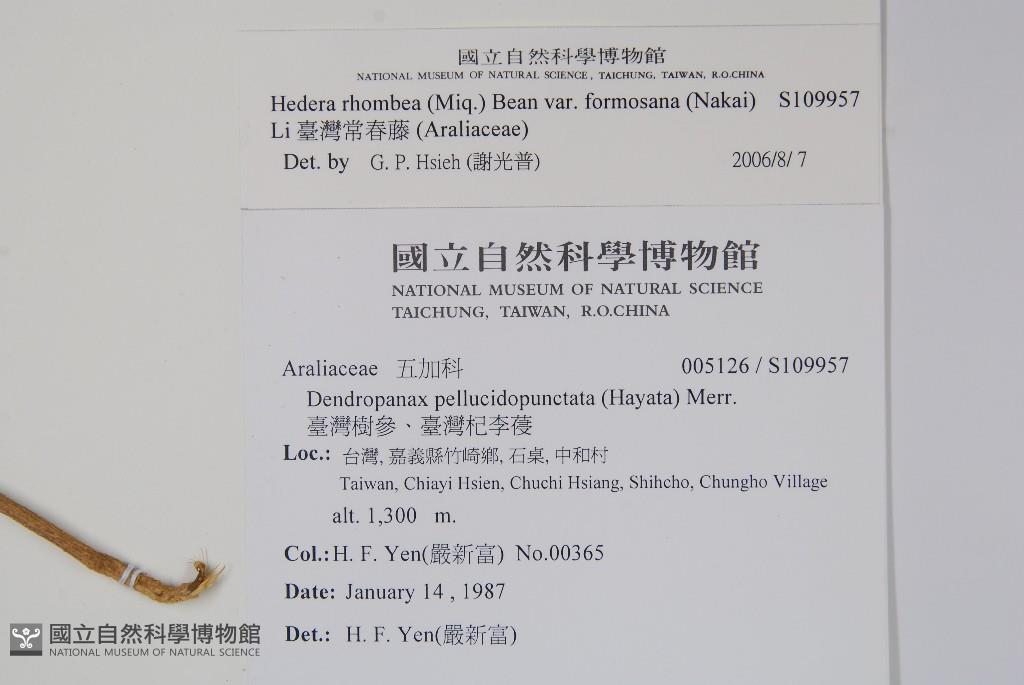 國立自然科學博物館
NATIONAL MUSEUM OF NATURAL SCIENCE, TAICHUNG, TAIWAN, R.O.CHINA
Hedera rhombea (Miq.) Bean var. formosana (Nakai) S109957
Li 臺灣常春藤 (Araliaceae)
Det. by G. P. Hsieh (謝光普) 2006/8/ 7
國立自然科學博物館
NATIONAL MUSEUM OF NATURAL SCIENCE
TAICHUNG, TAIWAN, R.O.CHINA
Araliaceae 五加科 005126 / S109957
Dendropanax pellucidopunctata (Hayata) Merr.
臺灣樹參、臺灣杞李葠
Loc.: 台灣, 嘉義縣竹崎鄉, 石桌, 中和村
Taiwan, Chiayi Hsien, Chuchi Hsiang, Shihcho, Chungho Village
alt. 1,300 m.
Col.: H. F. Yen(嚴新富) No.00365
Date: January 14 , 1987
Det.: H. F. Yen(嚴新富)
國立自然科學博物館
NATIONAL MUSEUM OF NATURAL SCIENCE